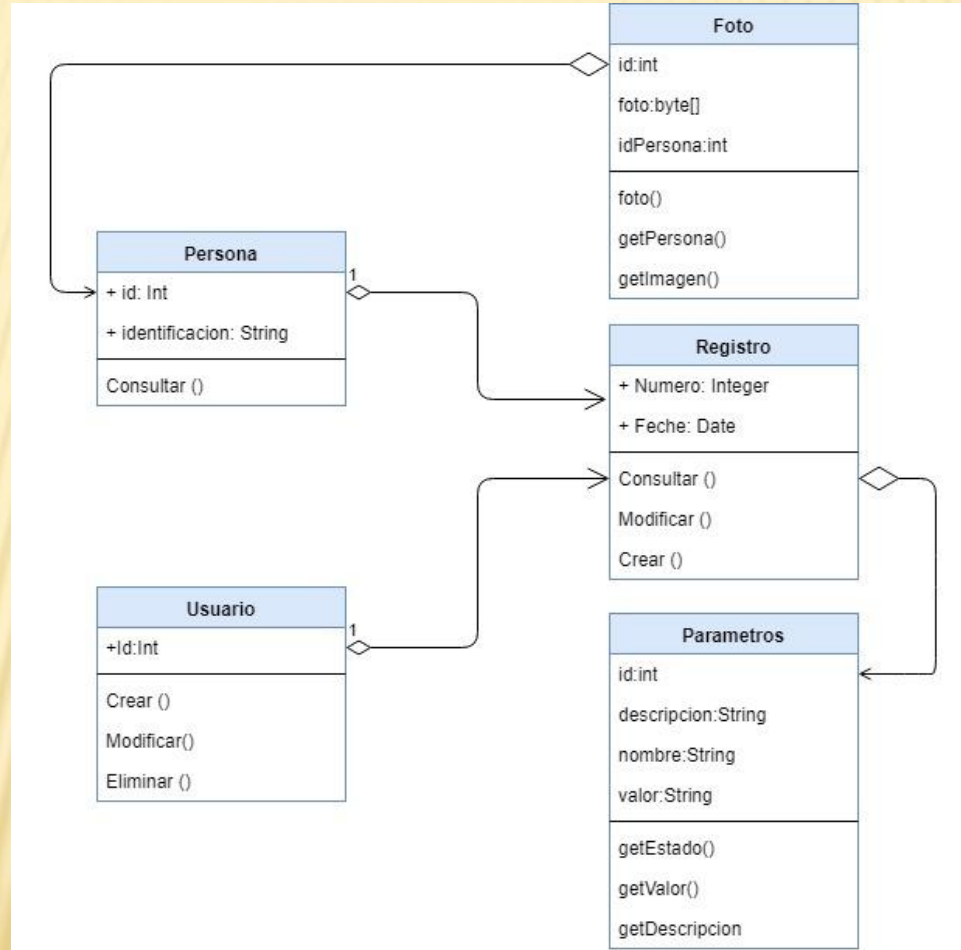 Foto
id:int
foto:byte[]
idPersona:int
foto()
getPersona()
getImagen()
Persona
+ id: Int
+ identificacion: String
Consultar ()
1
Registro
+ Numero: Integer
+ Feche: Date
Consultar ()
Modificar ()
Crear ()
Usuario
+Id:Int
Crear ()
Modificar()
Eliminar ()
1
Parametros
id:int
descripcion:String
nombre:String
valor:String
getEstado()
getValor()
getDescripcion